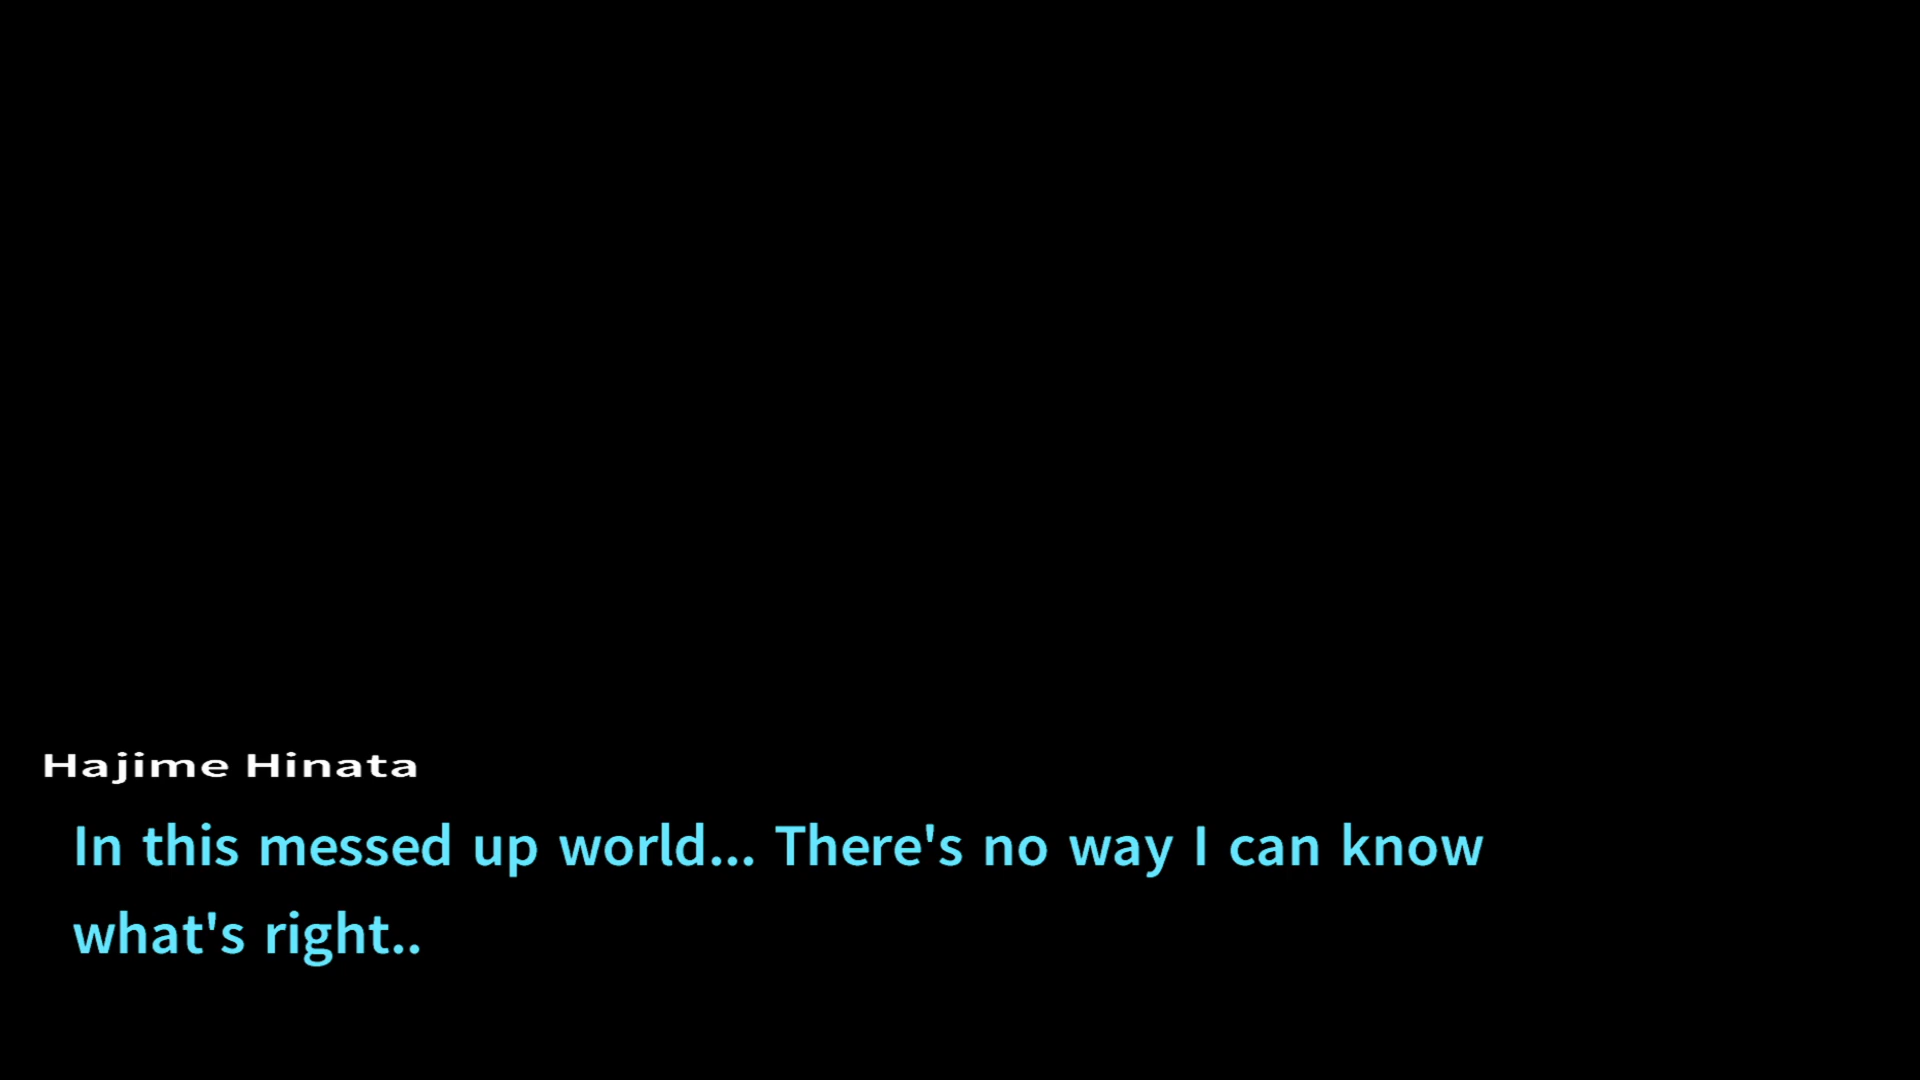 Hajime Hinata
In this messed up world... There's no way I can know
what's right..